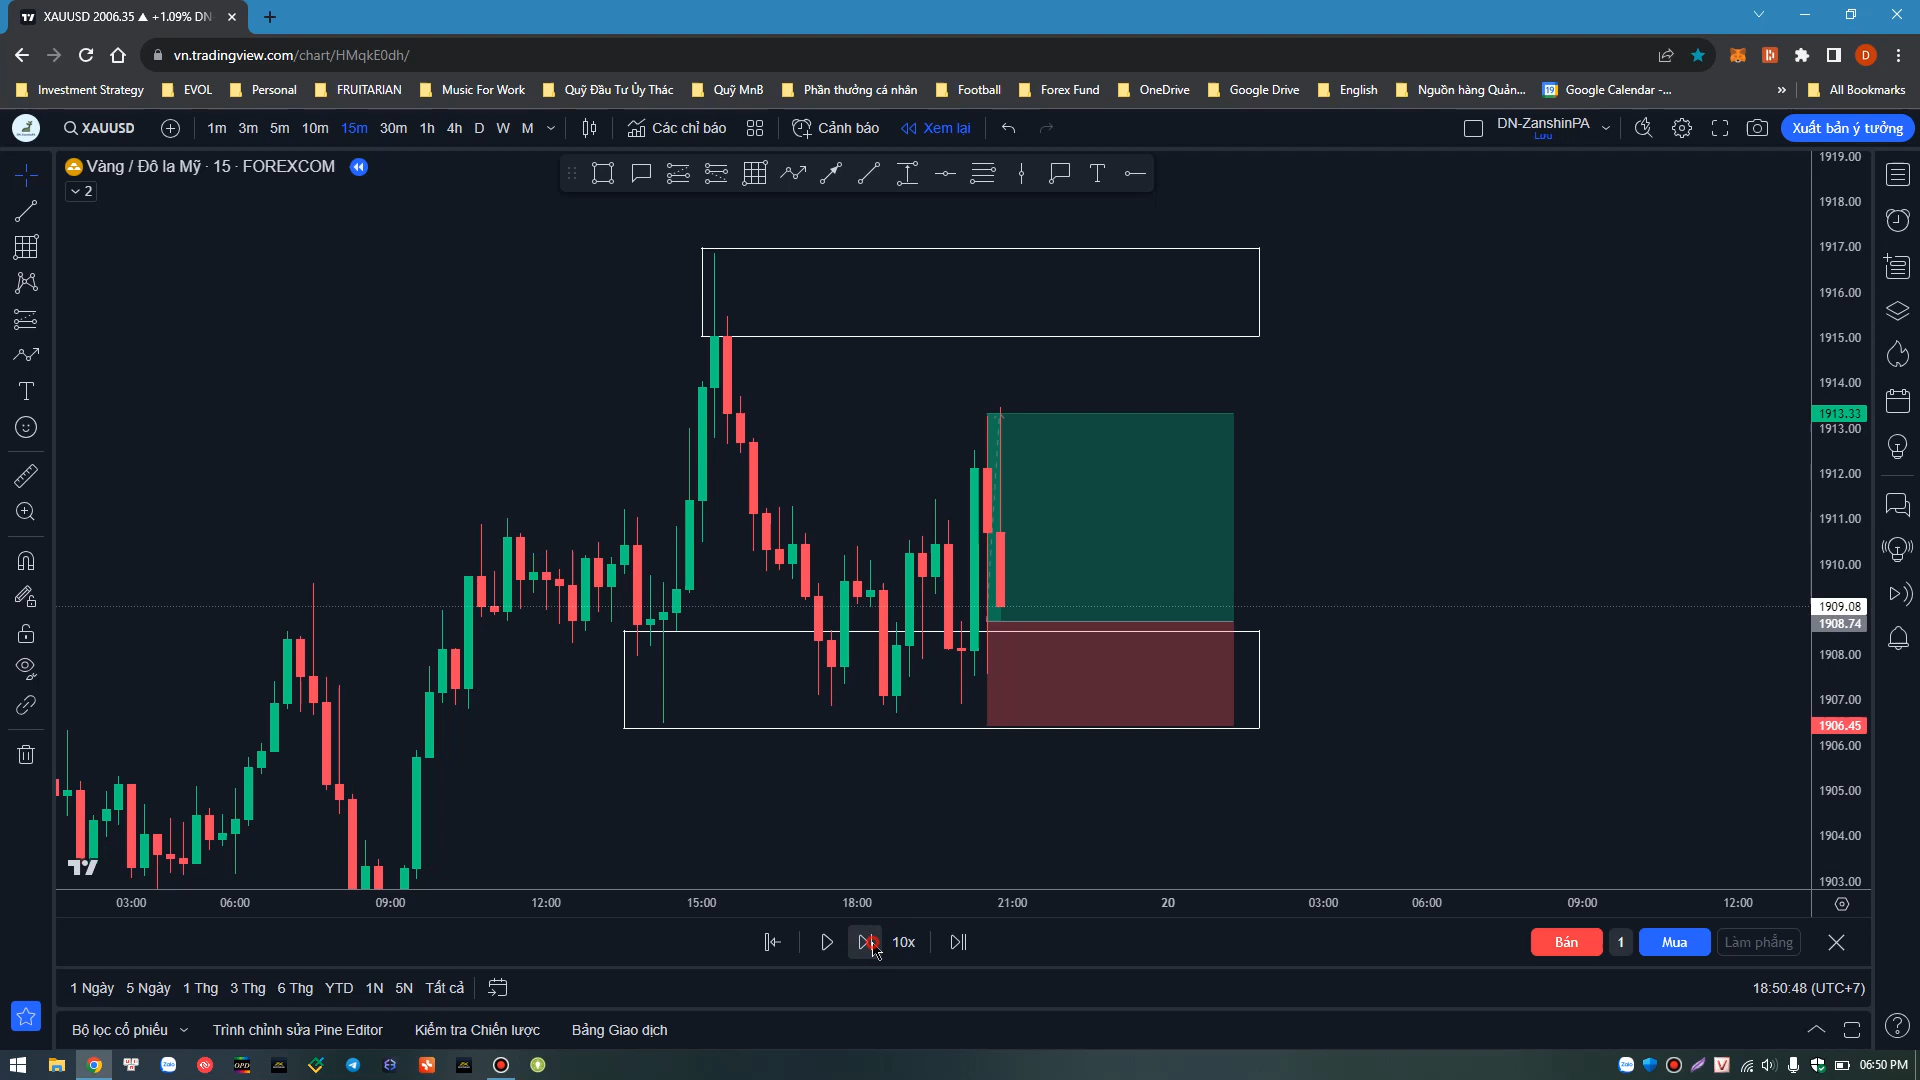 XAUUSD 2006.35 ▲ +1.09% DN
vn.tradingview.com/chart/HMqkE0dh/
Investment Strategy
EVOL
Personal
FRUITARIAN
Music For Work
Quỹ Đầu Tư Ủy Thác
Quỹ MnB
Phần thưởng cá nhân
Football
Forex Fund
OneDrive
Google Drive
English
Nguồn hàng Quản...
Google Calendar -...
»
All Bookmarks
XAUUSD
1m 3m 5m 10m 15m 30m 1h 4h D W M
Các chỉ báo
Cảnh báo
Xem lại
DN-ZanshinPA
Lưu
Xuất bản ý tưởng
Vàng / Đô la Mỹ · 15 · FOREXCOM
2
1919.00
1918.00
1917.00
1916.00
1915.00
1914.00
1913.33
1913.00
1912.00
1911.00
1910.00
1909.08
1908.74
1908.00
1907.00
1906.45
1906.00
1905.00
1904.00
1903.00
03:00 06:00 09:00 12:00 15:00 18:00 21:00 20 03:00 06:00 09:00 12:00
10x
Bán 1 Mua Làm phẳng
1 Ngày 5 Ngày 1 Thg 3 Thg 6 Thg YTD 1N 5N Tất cả
18:50:48 (UTC+7)
Bộ lọc cổ phiếu
Trình chỉnh sửa Pine Editor
Kiểm tra Chiến lược
Bảng Giao dịch
06:50 PM